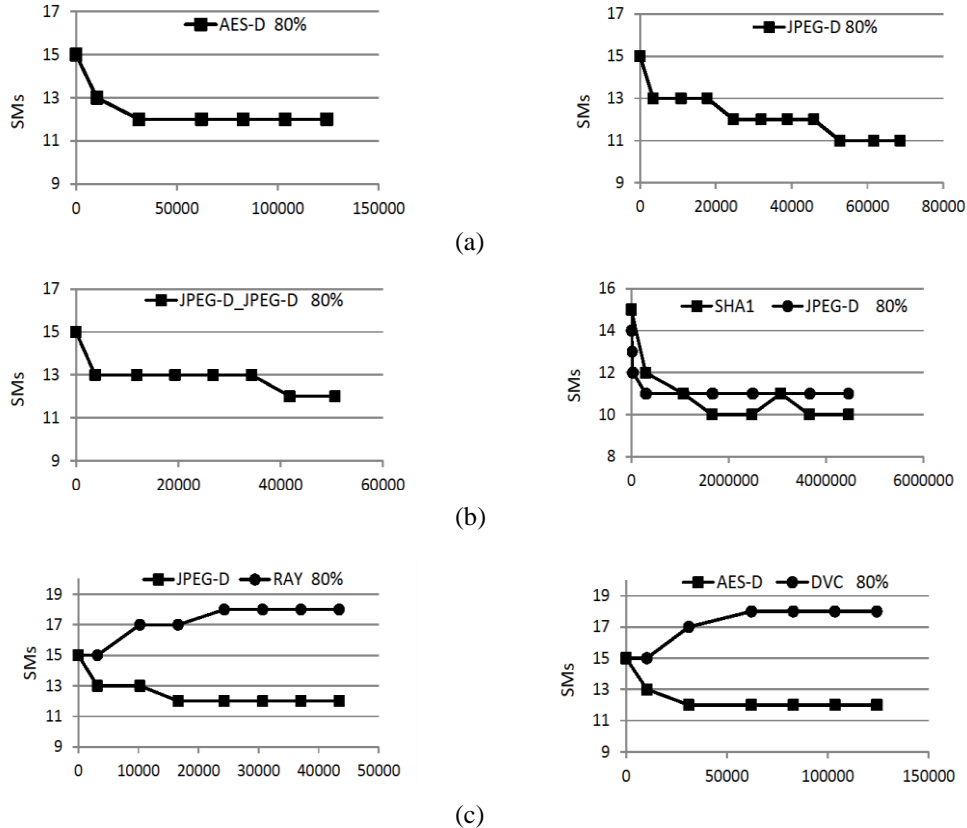 AES-D 80%
17
15
13
11
9
SMs
0 50000 100000 150000
JPEG-D 80%
17
15
13
11
9
SMs
0 20000 40000 60000 80000
(a)
JPEG-D_JPEG-D 80%
17
15
13
11
9
SMs
0 20000 40000 60000
SHA1 JPEG-D 80%
16
14
12
10
8
SMs
0 2000000 4000000 6000000
(b)
JPEG-D RAY 80%
19
17
15
13
11
9
SMs
0 10000 20000 30000 40000 50000
AES-D DVC 80%
19
17
15
13
11
9
SMs
0 50000 100000 150000
(c)